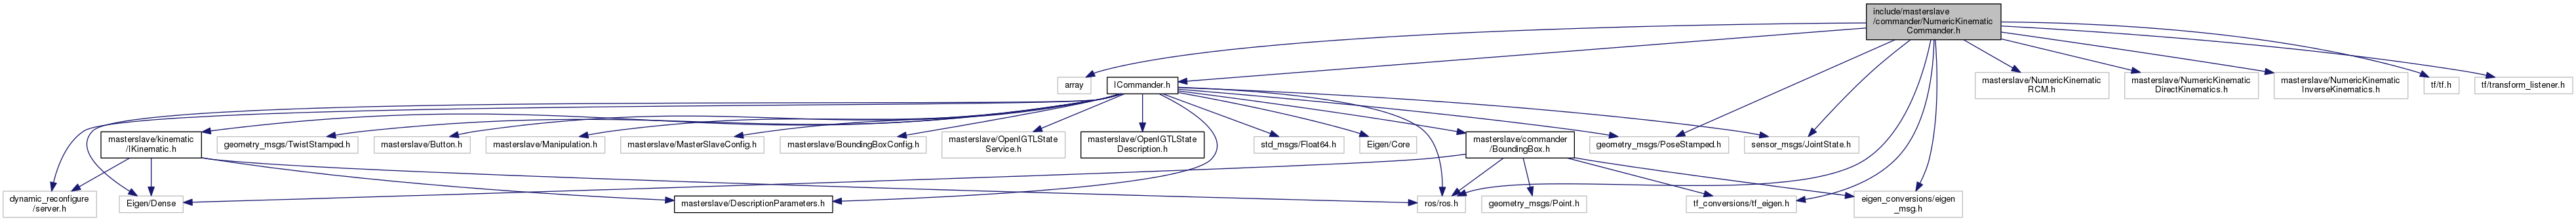 include/masterslave
/commander/NumericKinematic
Commander.h
array
ICommander.h
masterslave/NumericKinematic
RCM.h
masterslave/NumericKinematic
DirectKinematics.h
masterslave/NumericKinematic
InverseKinematics.h
tf/tf.h
tf/transform_listener.h
masterslave/kinematic
/IKinematic.h
geometry_msgs/TwistStamped.h
masterslave/Button.h
masterslave/Manipulation.h
masterslave/MasterSlaveConfig.h
masterslave/BoundingBoxConfig.h
masterslave/OpenIGTLState
Service.h
masterslave/OpenIGTLState
Description.h
std_msgs/Float64.h
Eigen/Core
masterslave/commander
/BoundingBox.h
geometry_msgs/PoseStamped.h
sensor_msgs/JointState.h
dynamic_reconfigure
/server.h
Eigen/Dense
masterslave/DescriptionParameters.h
ros/ros.h
geometry_msgs/Point.h
tf_conversions/tf_eigen.h
eigen_conversions/eigen
_msg.h